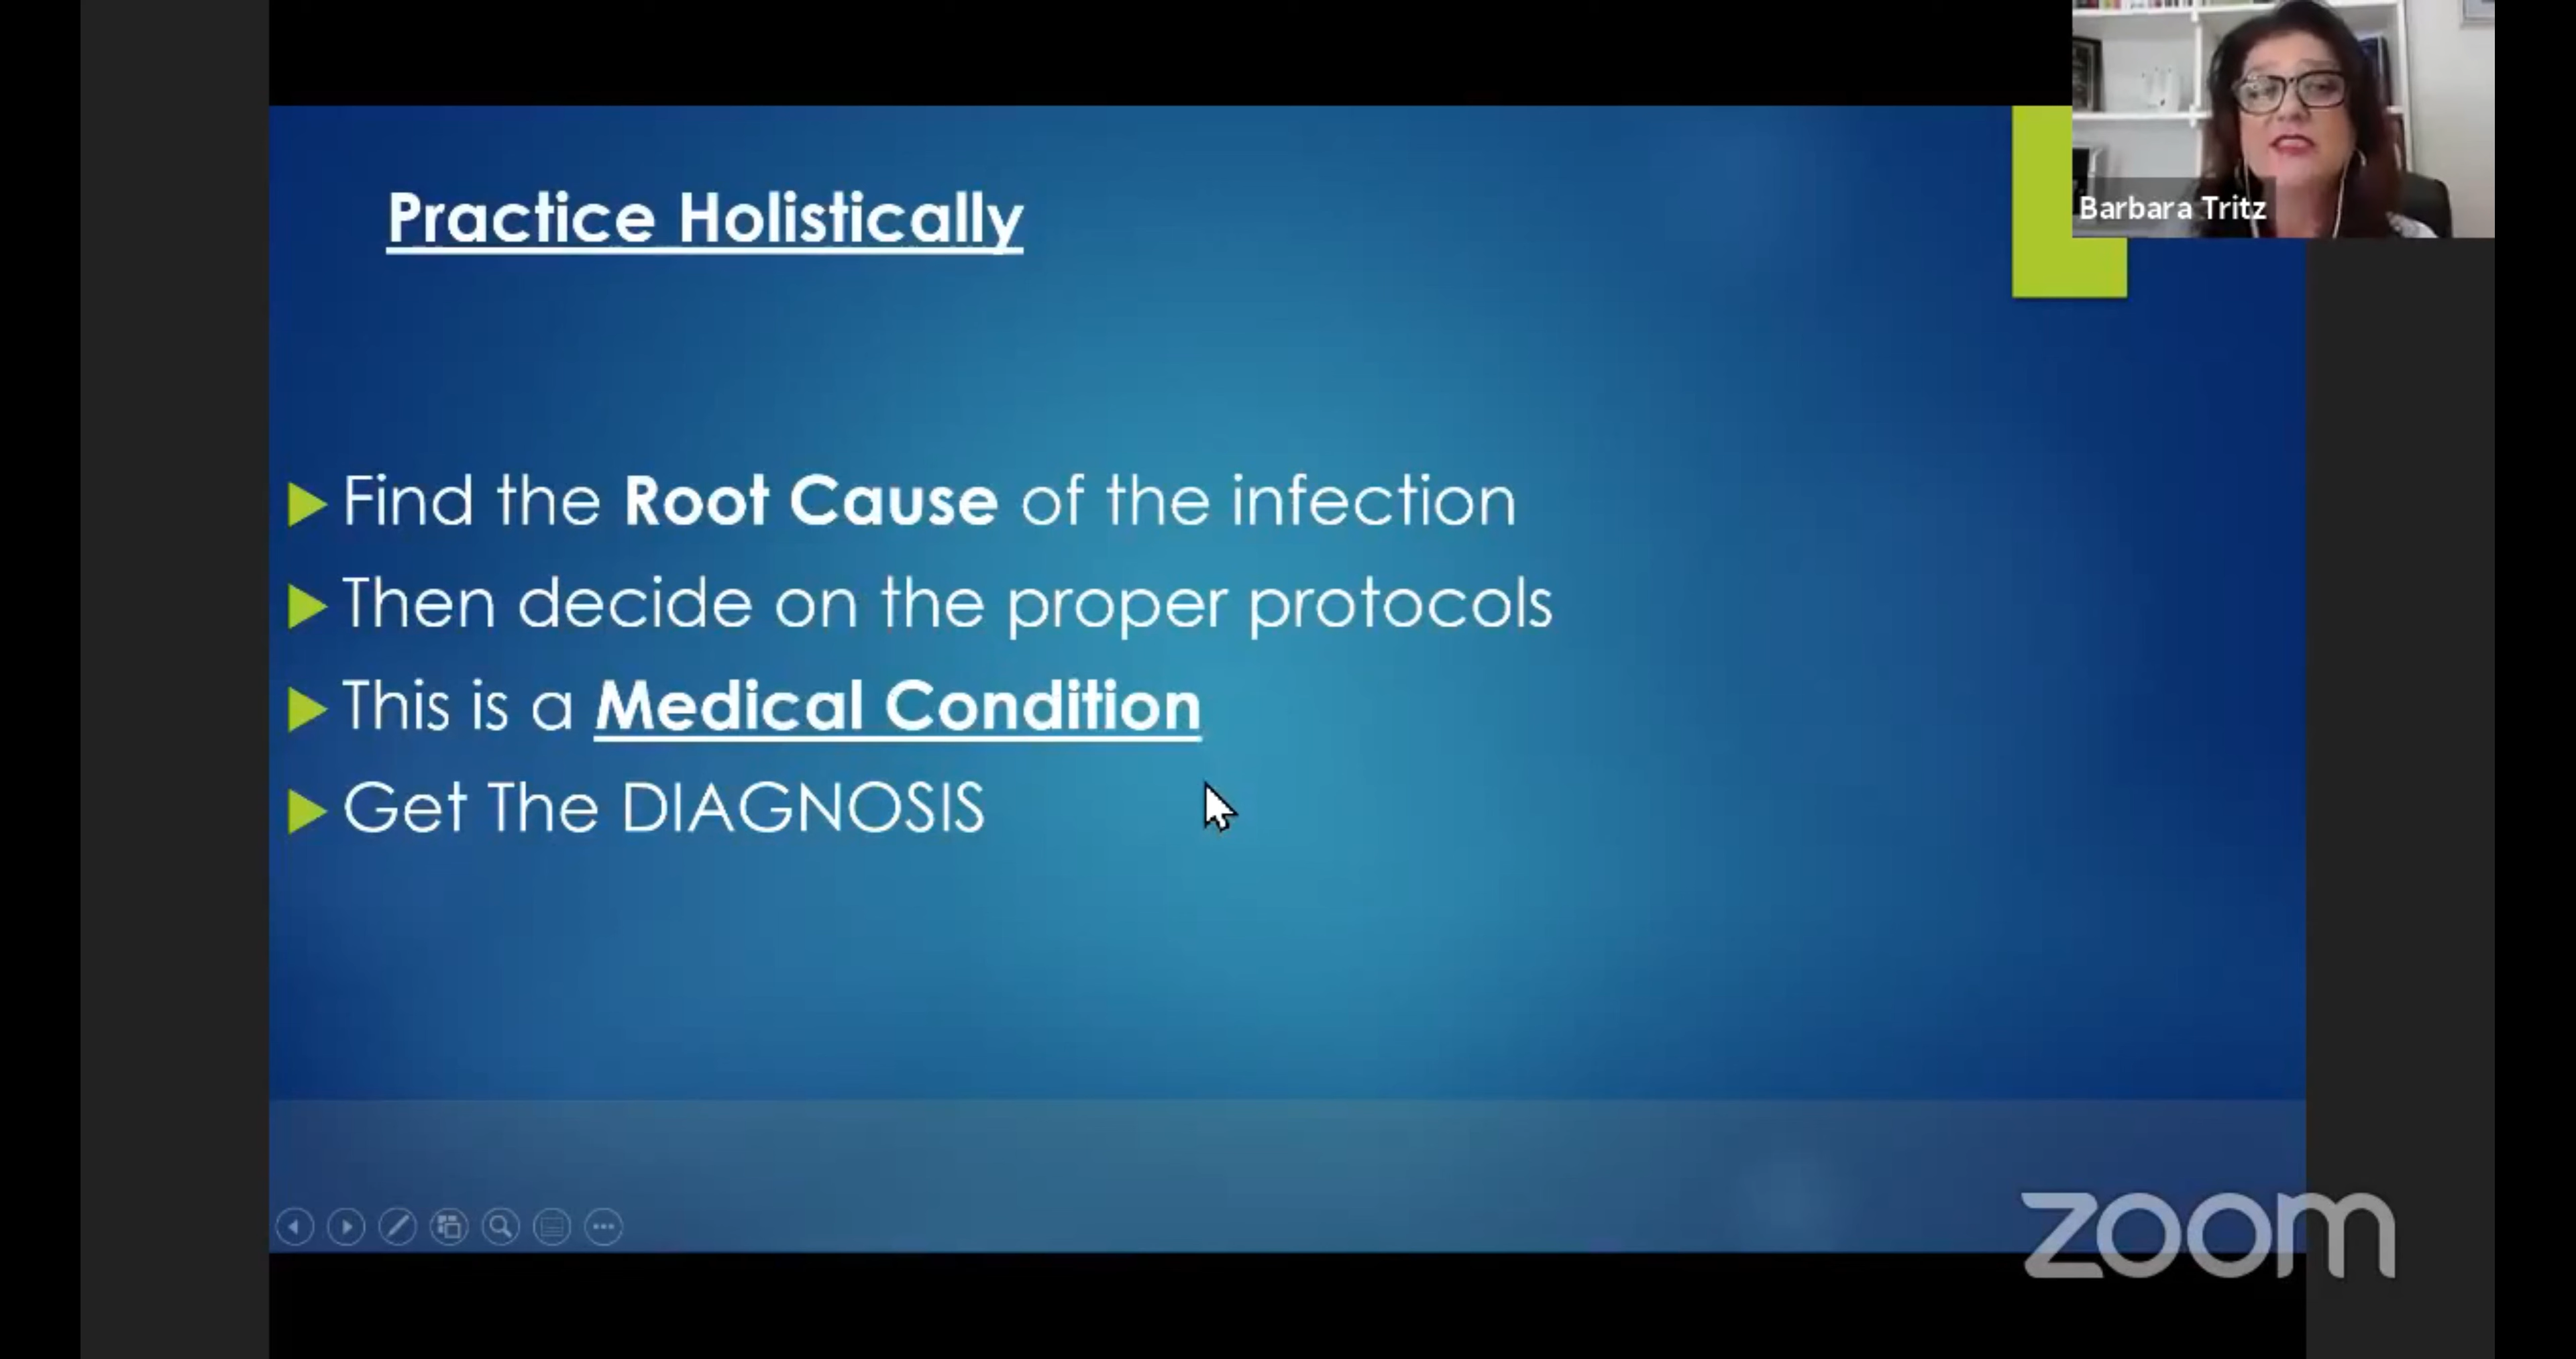 Barbara Tritz
Practice Holistically
Find the Root Cause of the infection
Then decide on the proper protocols
This is a Medical Condition
Get The DIAGNOSIS
zoom